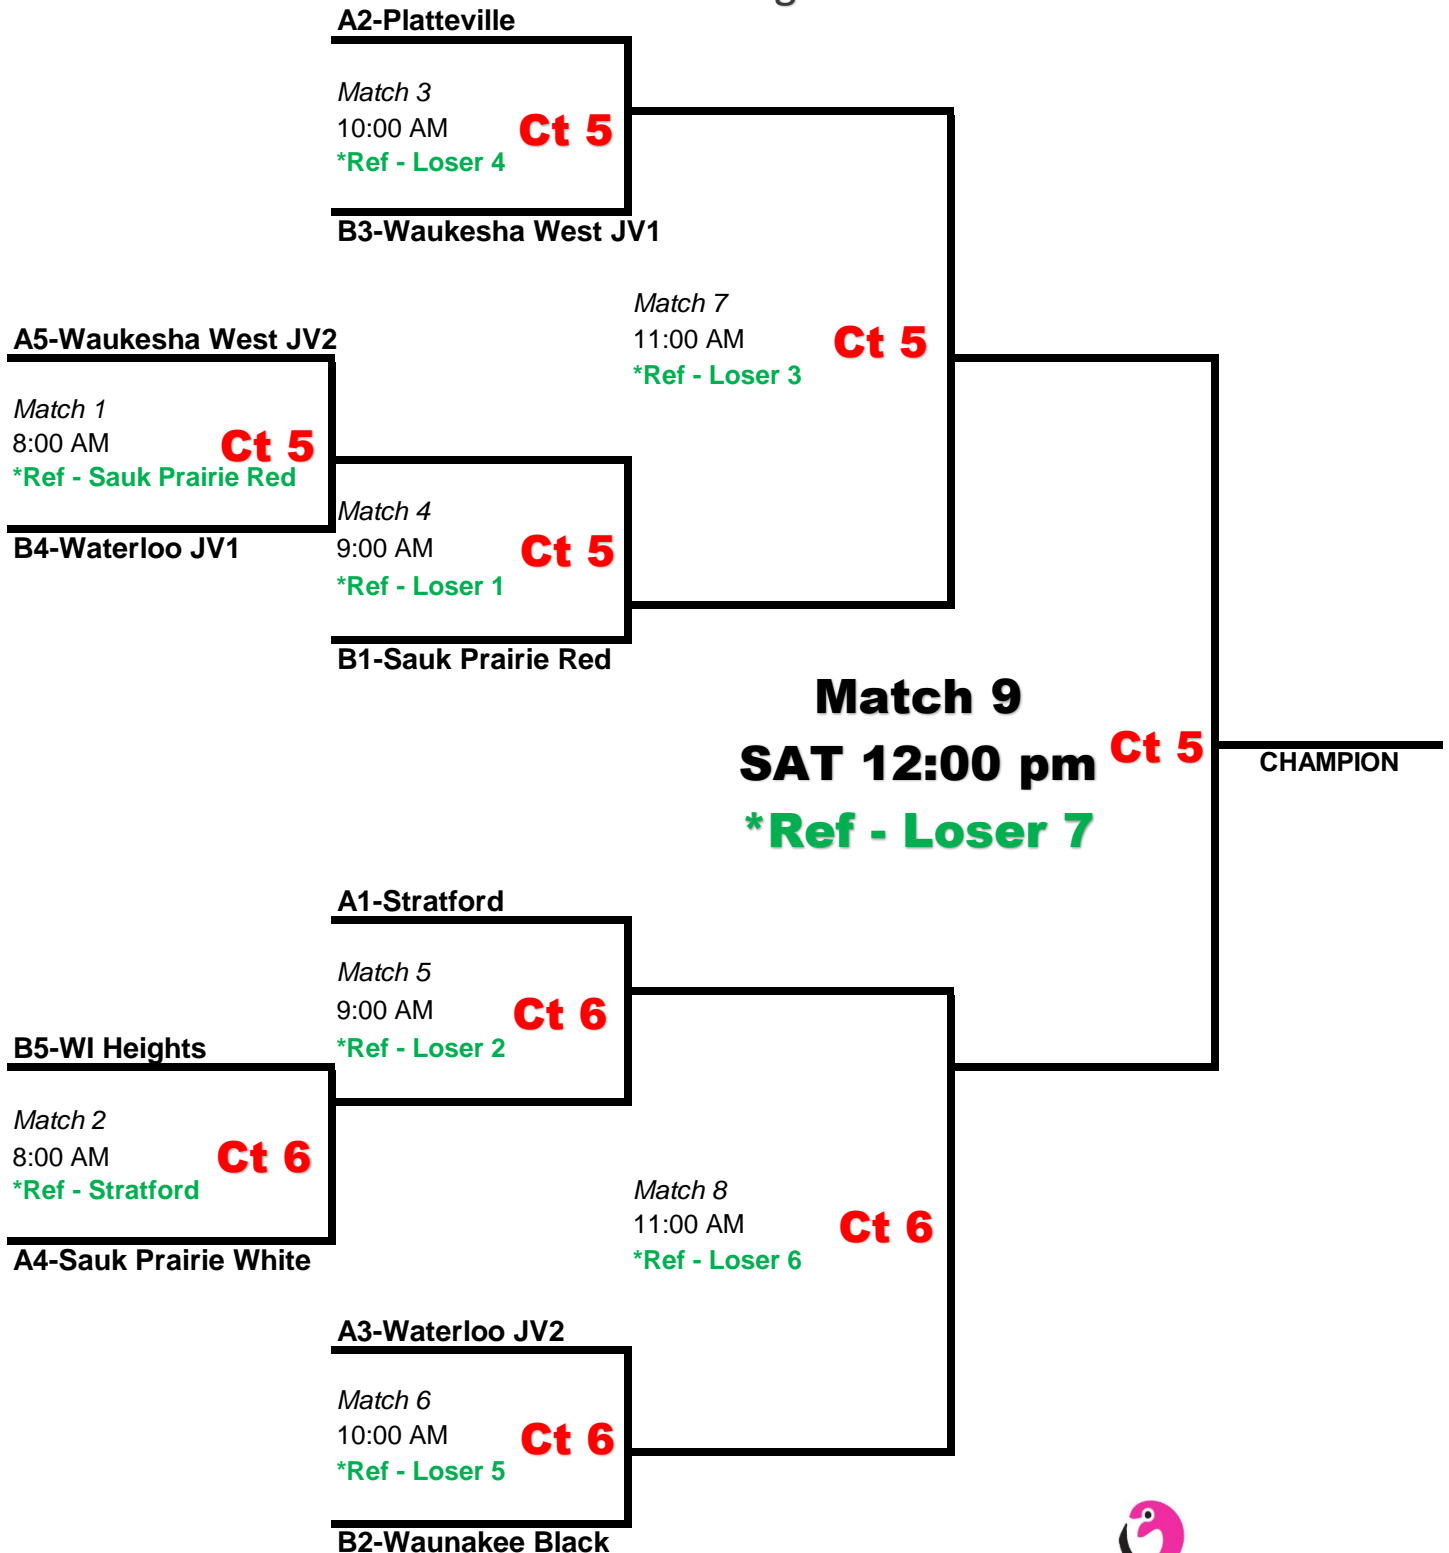 A2-Platteville
Match 3
10:00 AM
Ct 5
*Ref - Loser 4
B3-Waukesha West JV1
Match 7
11:00 AM
Ct 5
*Ref - Loser 3
A5-Waukesha West JV2
Match 1
8:00 AM
Ct 5
*Ref - Sauk Prairie Red
B4-Waterloo JV1
Match 4
9:00 AM
Ct 5
*Ref - Loser 1
B1-Sauk Prairie Red
Match 9
SAT 12:00 pm
Ct 5
*Ref - Loser 7
CHAMPION
A1-Stratford
Match 5
9:00 AM
Ct 6
*Ref - Loser 2
B5-WI Heights
Match 2
8:00 AM
Ct 6
*Ref - Stratford
A4-Sauk Prairie White
Match 8
11:00 AM
Ct 6
*Ref - Loser 6
A3-Waterloo JV2
Match 6
10:00 AM
Ct 6
*Ref - Loser 5
B2-Waunakee Black